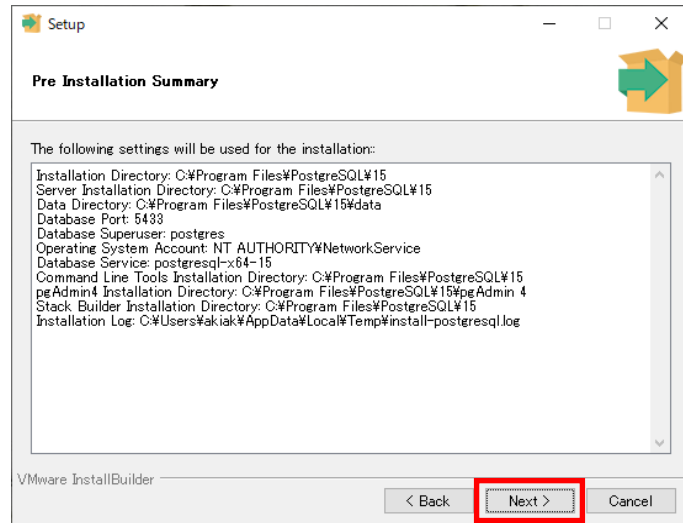 Setup
Pre Installation Summary
The following settings will be used for the installation::
Installation Directory: C:¥Program Files¥PostgreSQL¥15
Server Installation Directory: C:¥Program Files¥PostgreSQL¥15
Data Directory: C:¥Program Files¥PostgreSQL¥15¥data
Database Port: 5433
Database Superuser: postgres
Operating System Account: NT AUTHORITY¥NetworkService
Database Service: postgresql-x64-15
Command Line Tools Installation Directory: C:¥Program Files¥PostgreSQL¥15
pgAdmin4 Installation Directory: C:¥Program Files¥PostgreSQL¥15¥pgAdmin 4
Stack Builder Installation Directory: C:¥Program Files¥PostgreSQL¥15
Installation Log: C:¥Users¥akiak¥AppData¥Local¥Temp¥install-postgresql.log
VMware InstallBuilder
< Back Next > Cancel